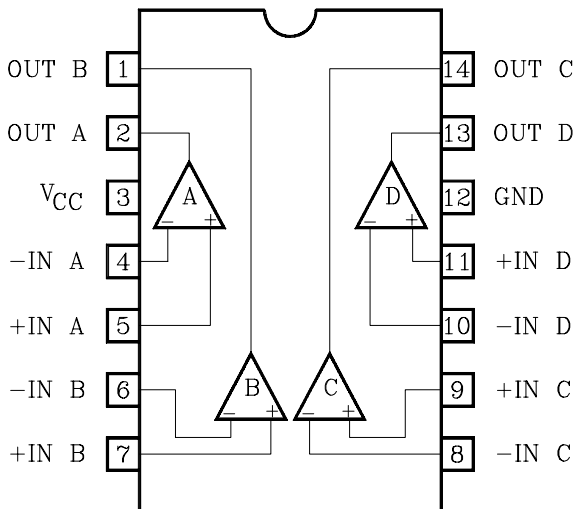 OUT B 1 14 OUT C
OUT A 2 13 OUT D
A D
VCC 3 12 GND
- + - +
-IN A 4 11 +IN D
+IN A 5 10 -IN D
-IN B 6 B C 9 +IN C
- + - +
+IN B 7 8 -IN C